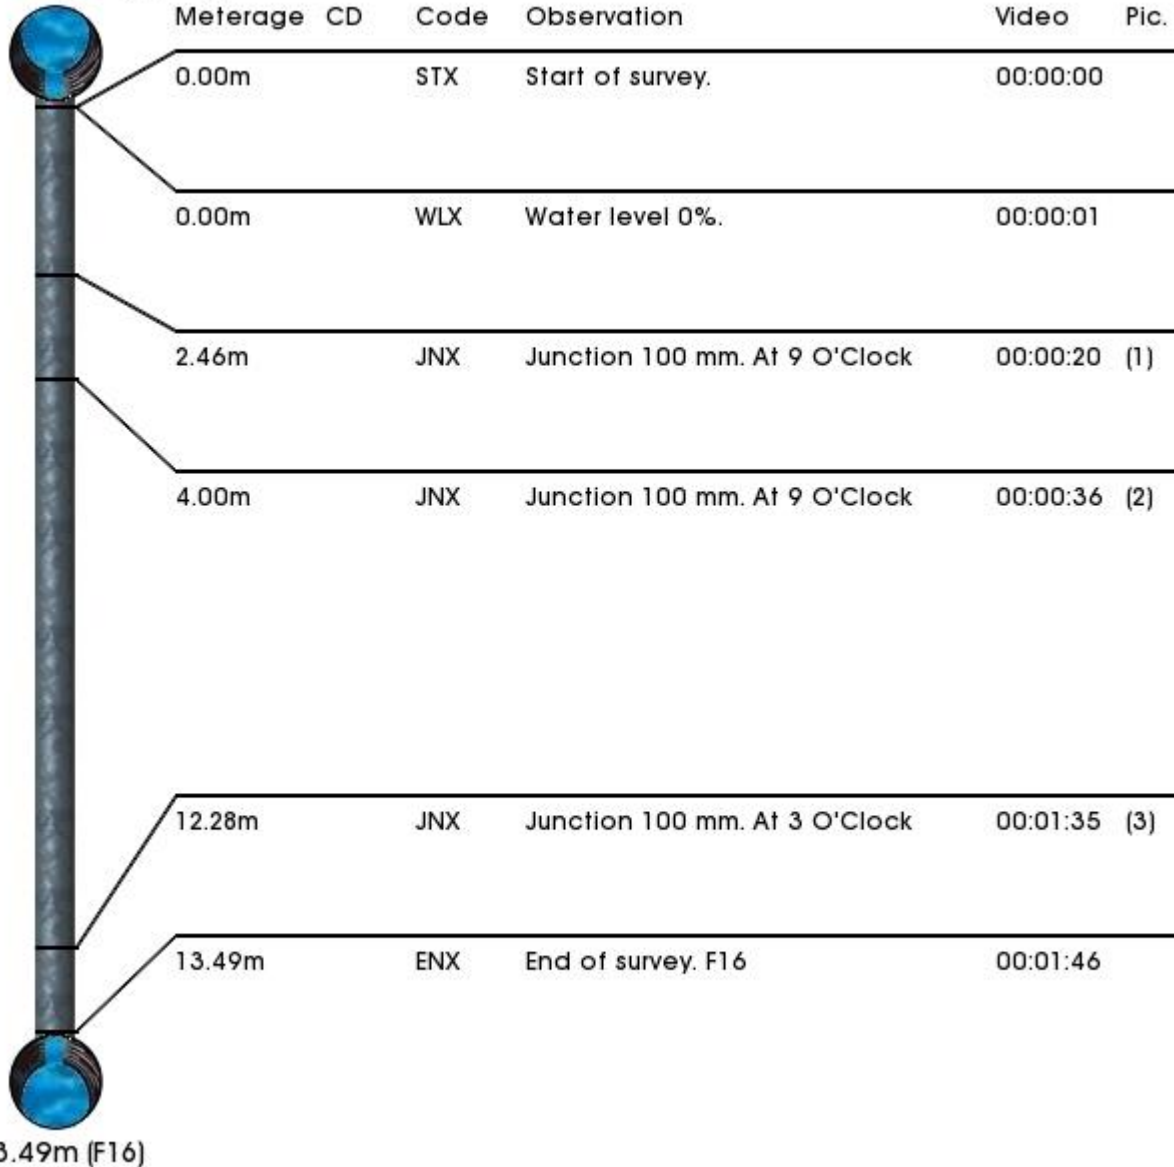 Meterage CD Code Observation Video Pic.
0.00m STX Start of survey. 00:00:00
0.00m WLX Water level 0%. 00:00:01
2.46m JNX Junction 100 mm. At 9 O'Clock 00:00:20 (1)
4.00m JNX Junction 100 mm. At 9 O'Clock 00:00:36 (2)
12.28m JNX Junction 100 mm. At 3 O'Clock 00:01:35 (3)
13.49m ENX End of survey. F16 00:01:46
3.49m (F16)